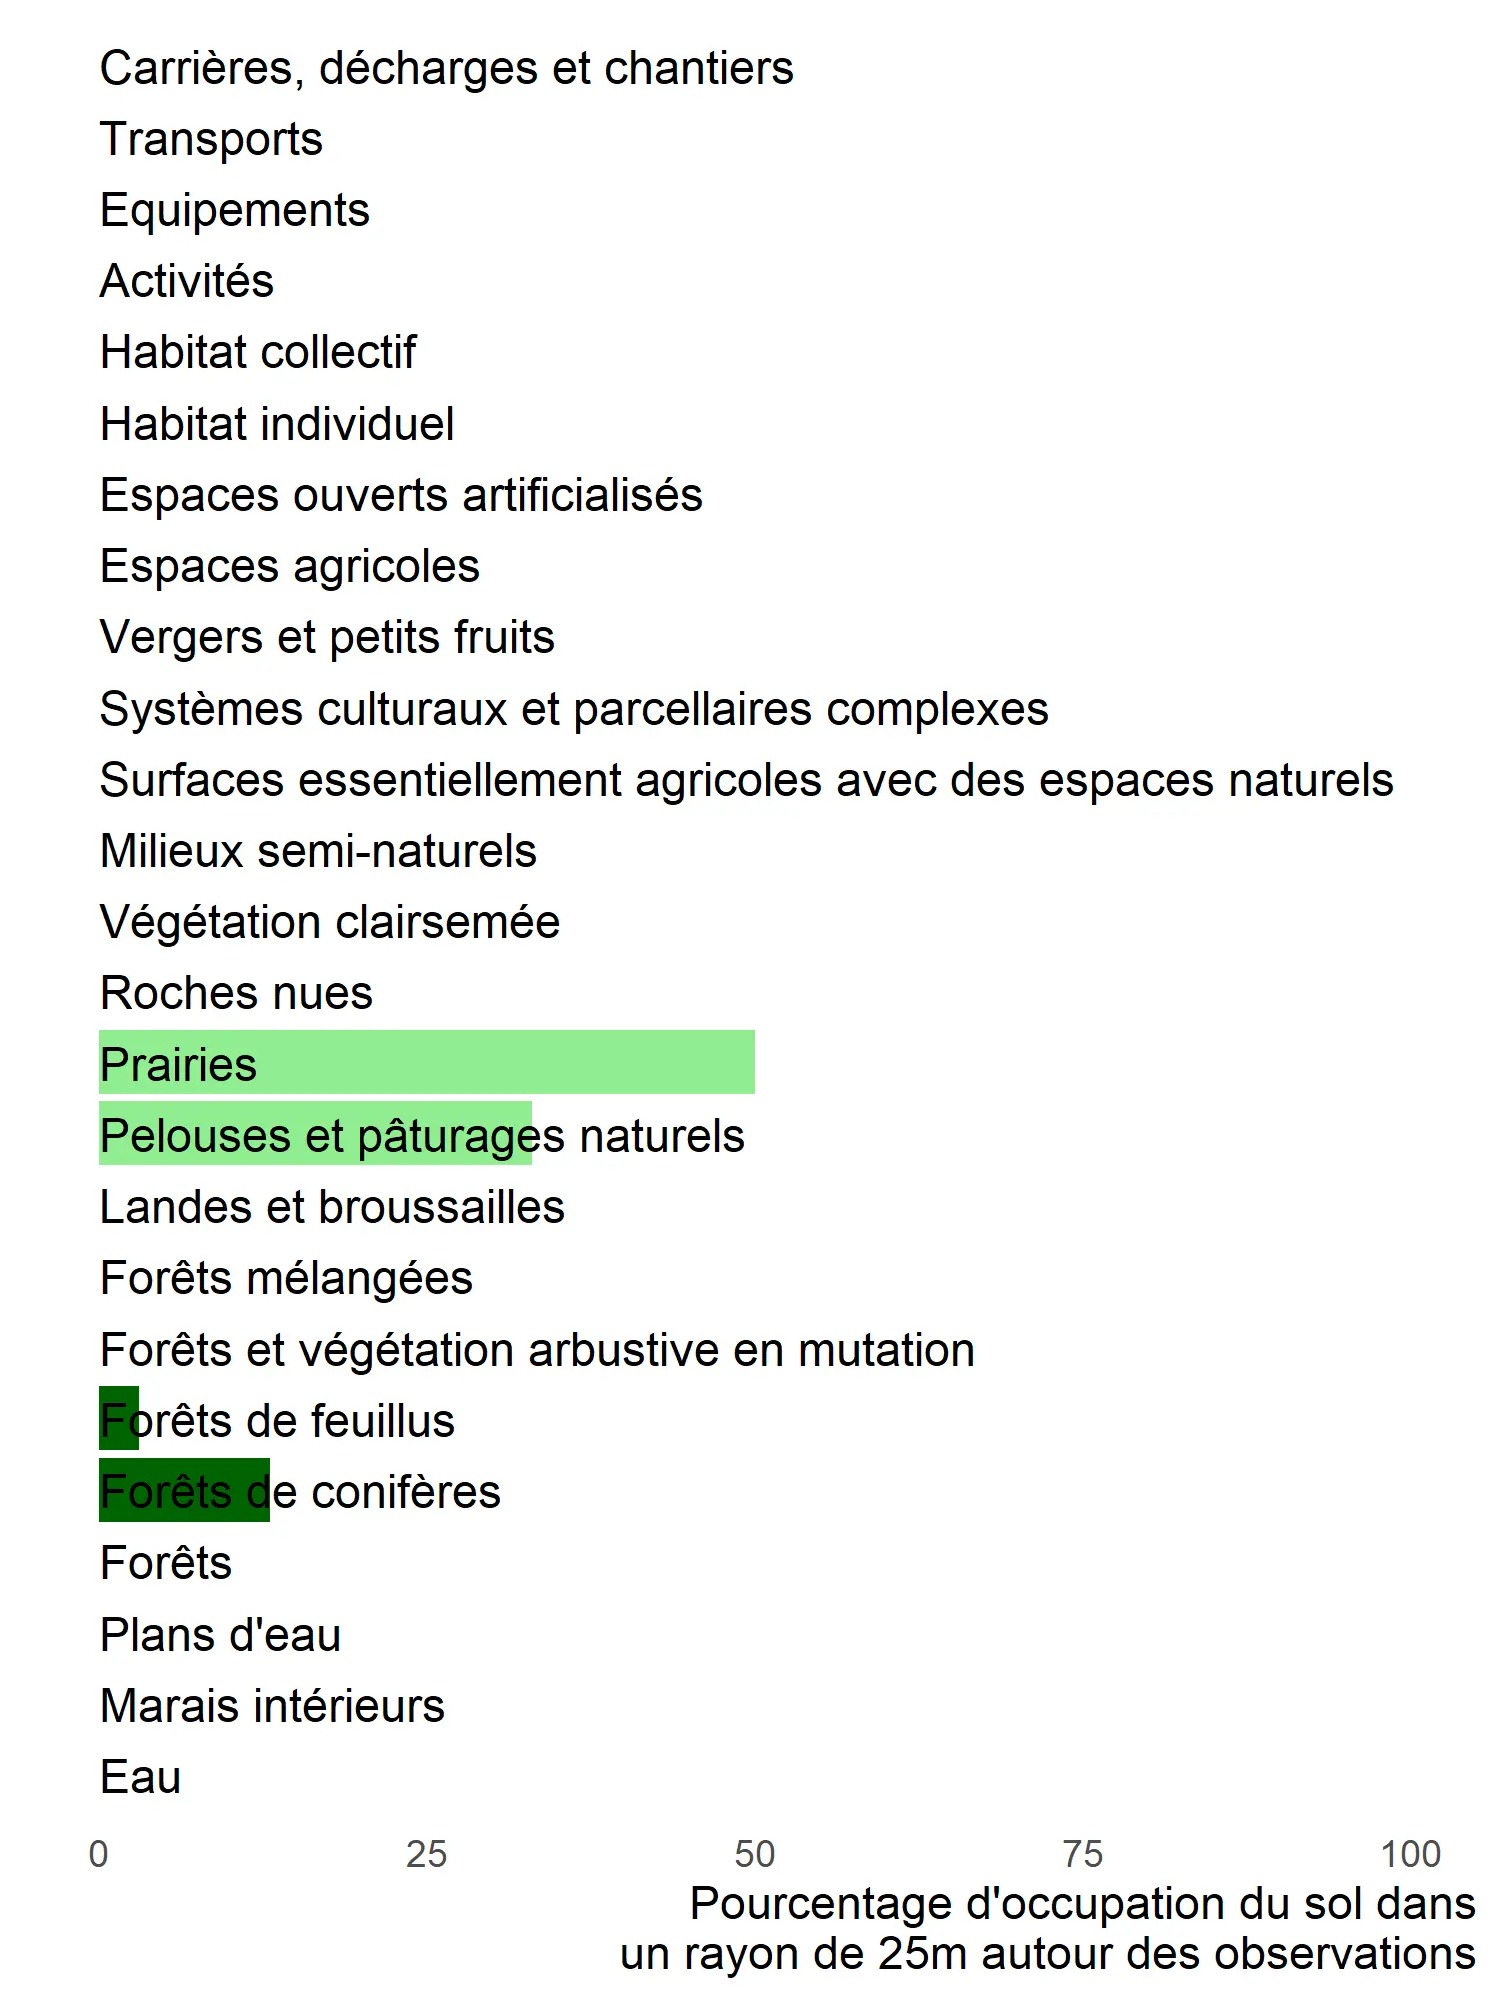 Carrières, décharges et chantiers
Transports
Equipements
Activités
Habitat collectif
Habitat individuel
Espaces ouverts artificialisés
Espaces agricoles
Vergers et petits fruits
Systèmes culturaux et parcellaires complexes
Surfaces essentiellement agricoles avec des espaces naturels
Milieux semi-naturels
Végétation clairsemée
Roches nues
Prairies
Pelouses et pâturages naturels
Landes et broussailles
Forêts mélangées
Forêts et végétation arbustive en mutation
Forêts de feuillus
Forêts de conifères
Forêts
Plans d'eau
Marais intérieurs
Eau
0 25 50 75 100
Pourcentage d'occupation du sol dans
un rayon de 25m autour des observations